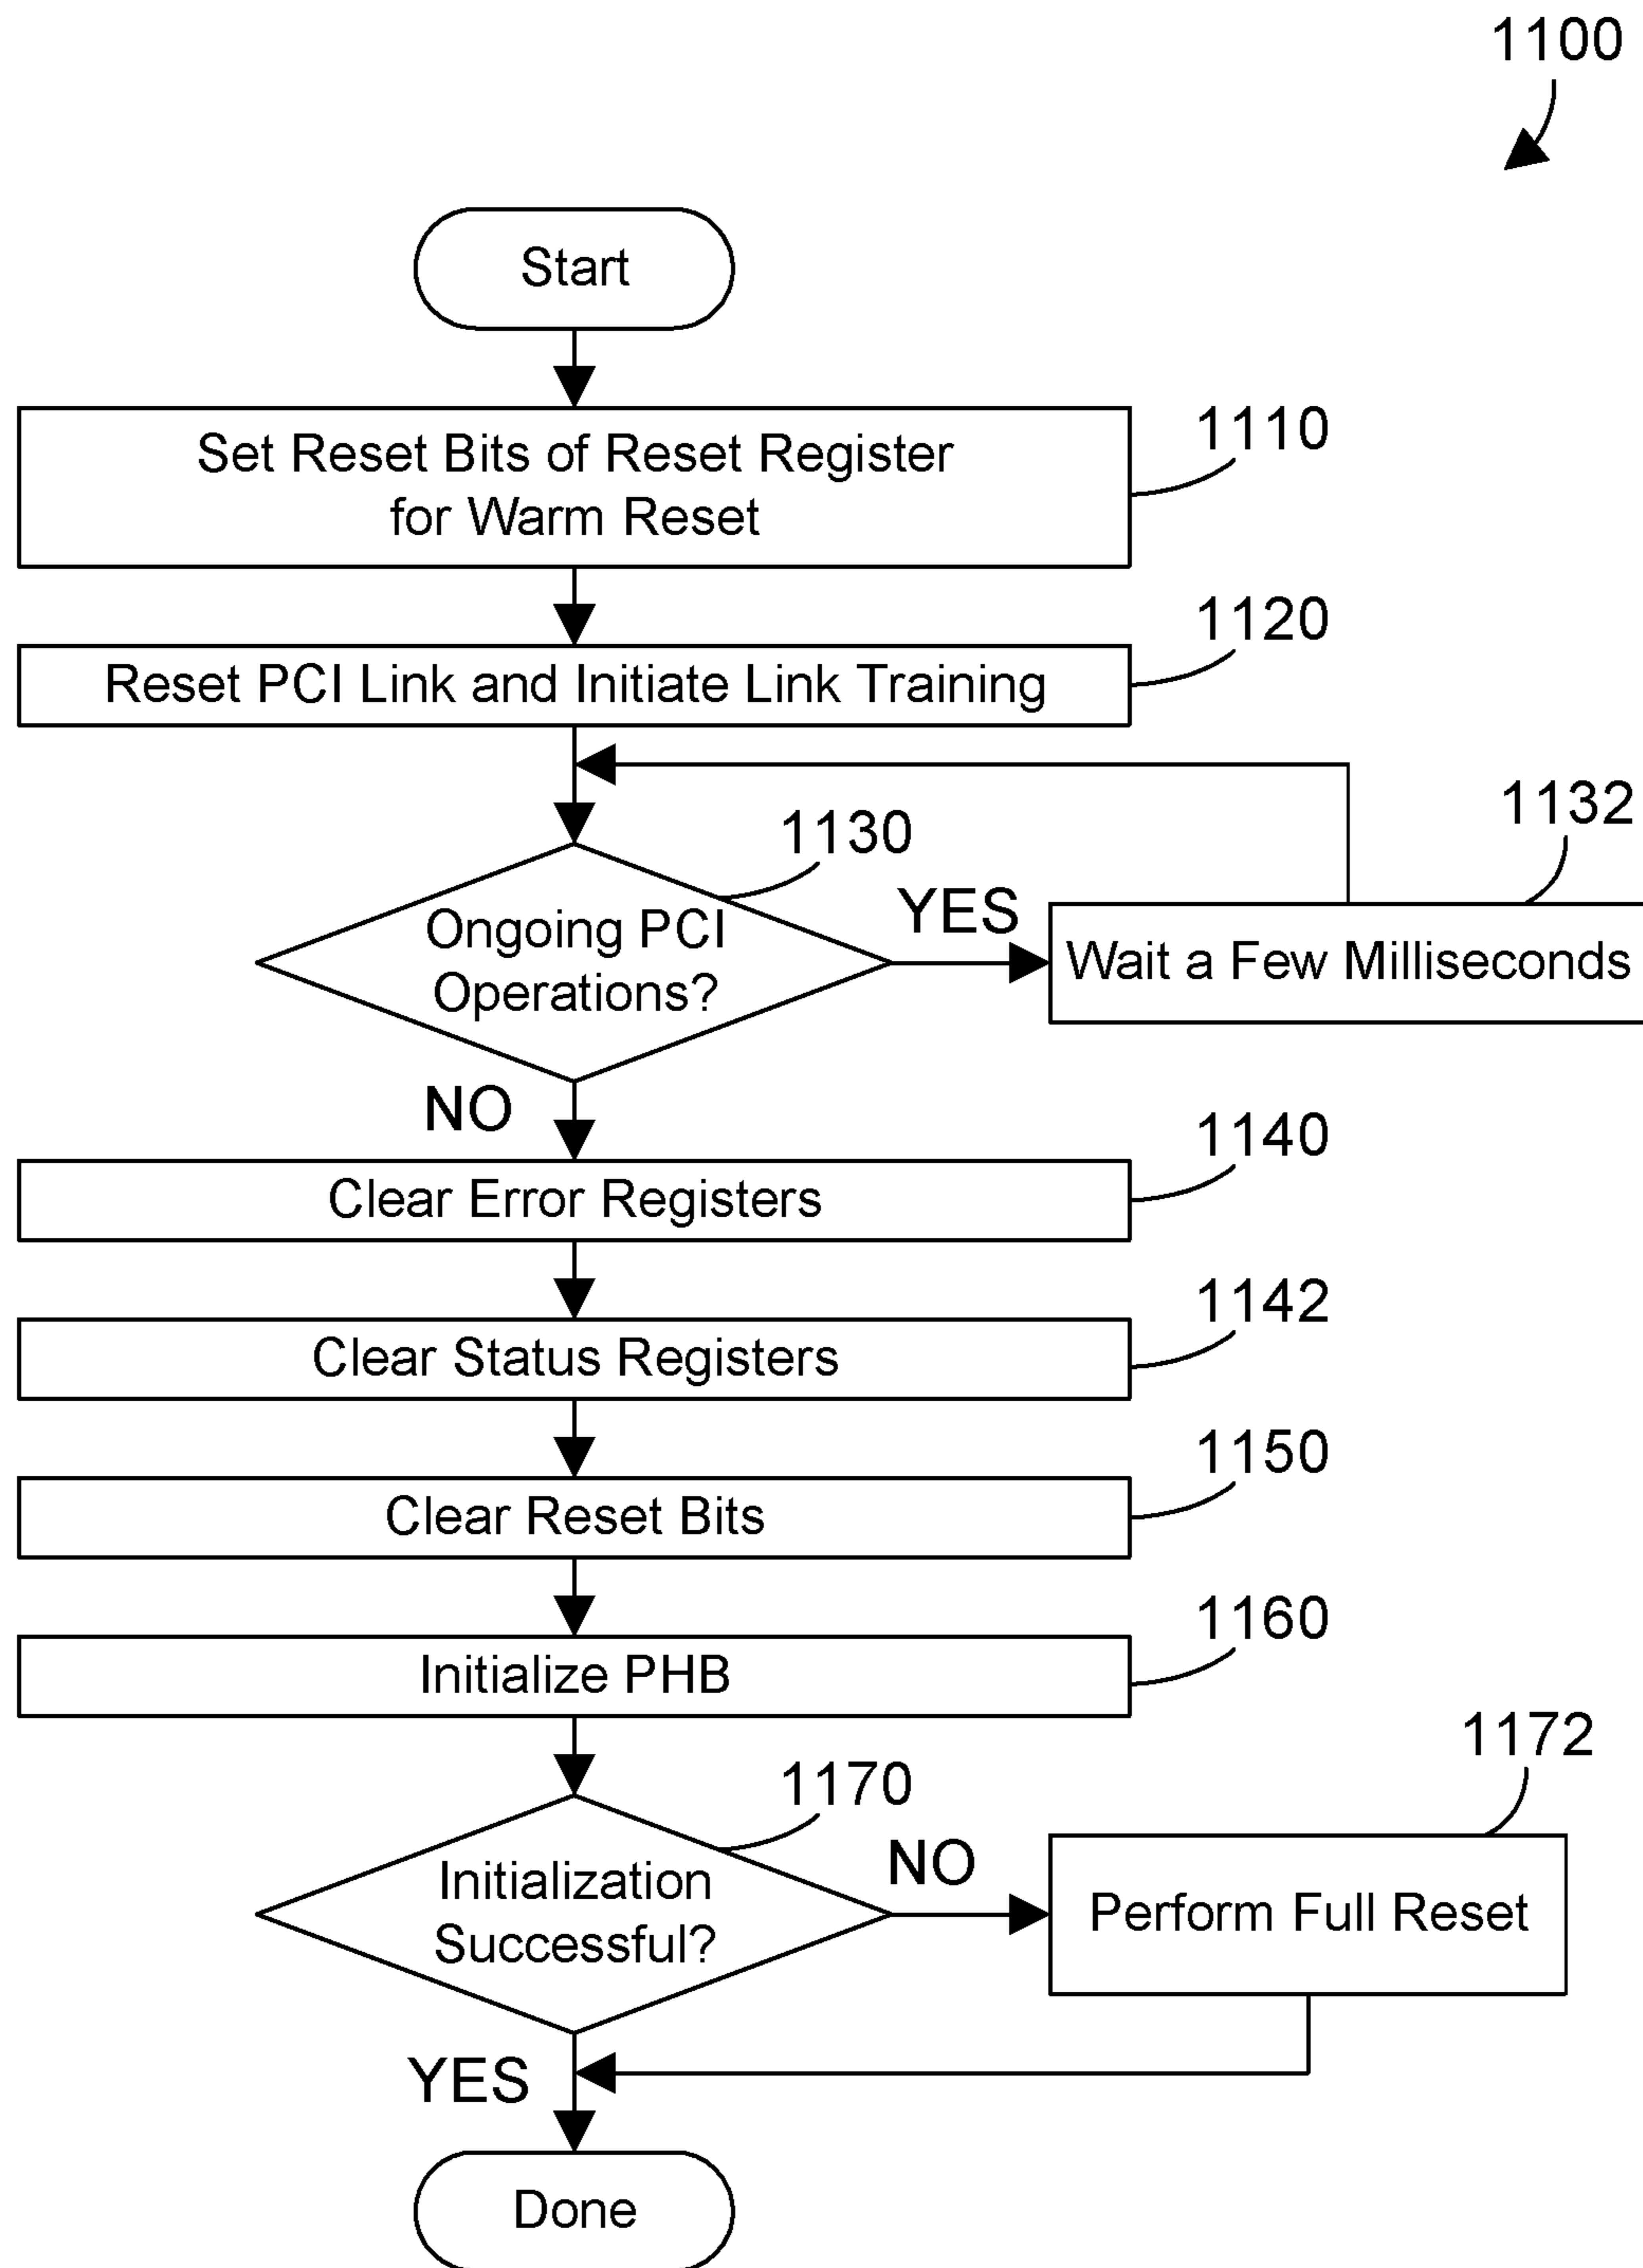 1100
Start
Set Reset Bits of Reset Register
for Warm Reset
1110
Reset PCI Link and Initiate Link Training
1120
1130
Ongoing PCI
Operations?
YES
1132
Wait a Few Milliseconds
NO
Clear Error Registers
1140
Clear Status Registers
1142
Clear Reset Bits
1150
Initialize PHB
1160
1170
Initialization
Successful?
NO
1172
Perform Full Reset
YES
Done